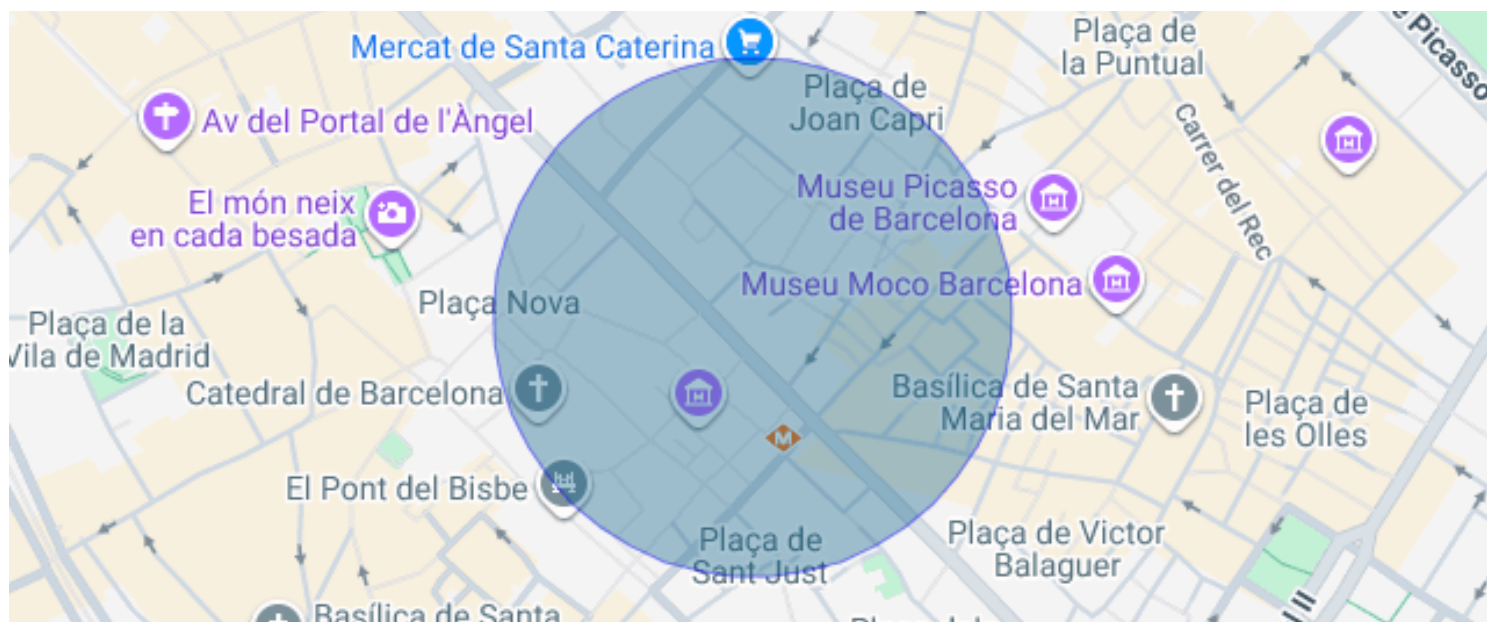 Mercat de Santa Caterina
Plaça de
la Puntual
Picasso
Plaça de
Joan Capri
Av del Portal de l'Àngel
Carrer del Rec
Museu Picasso
de Barcelona
El món neix
en cada besada
Museu Moco Barcelona
Plaça Nova
Plaça de la
Vila de Madrid
Catedral de Barcelona
M
Basílica de Santa
Maria del Mar
Plaça de
les Olles
El Pont del Bisbe
Plaça de
Sant Just
Plaça de Victor
Balaguer
Basílica de Santa